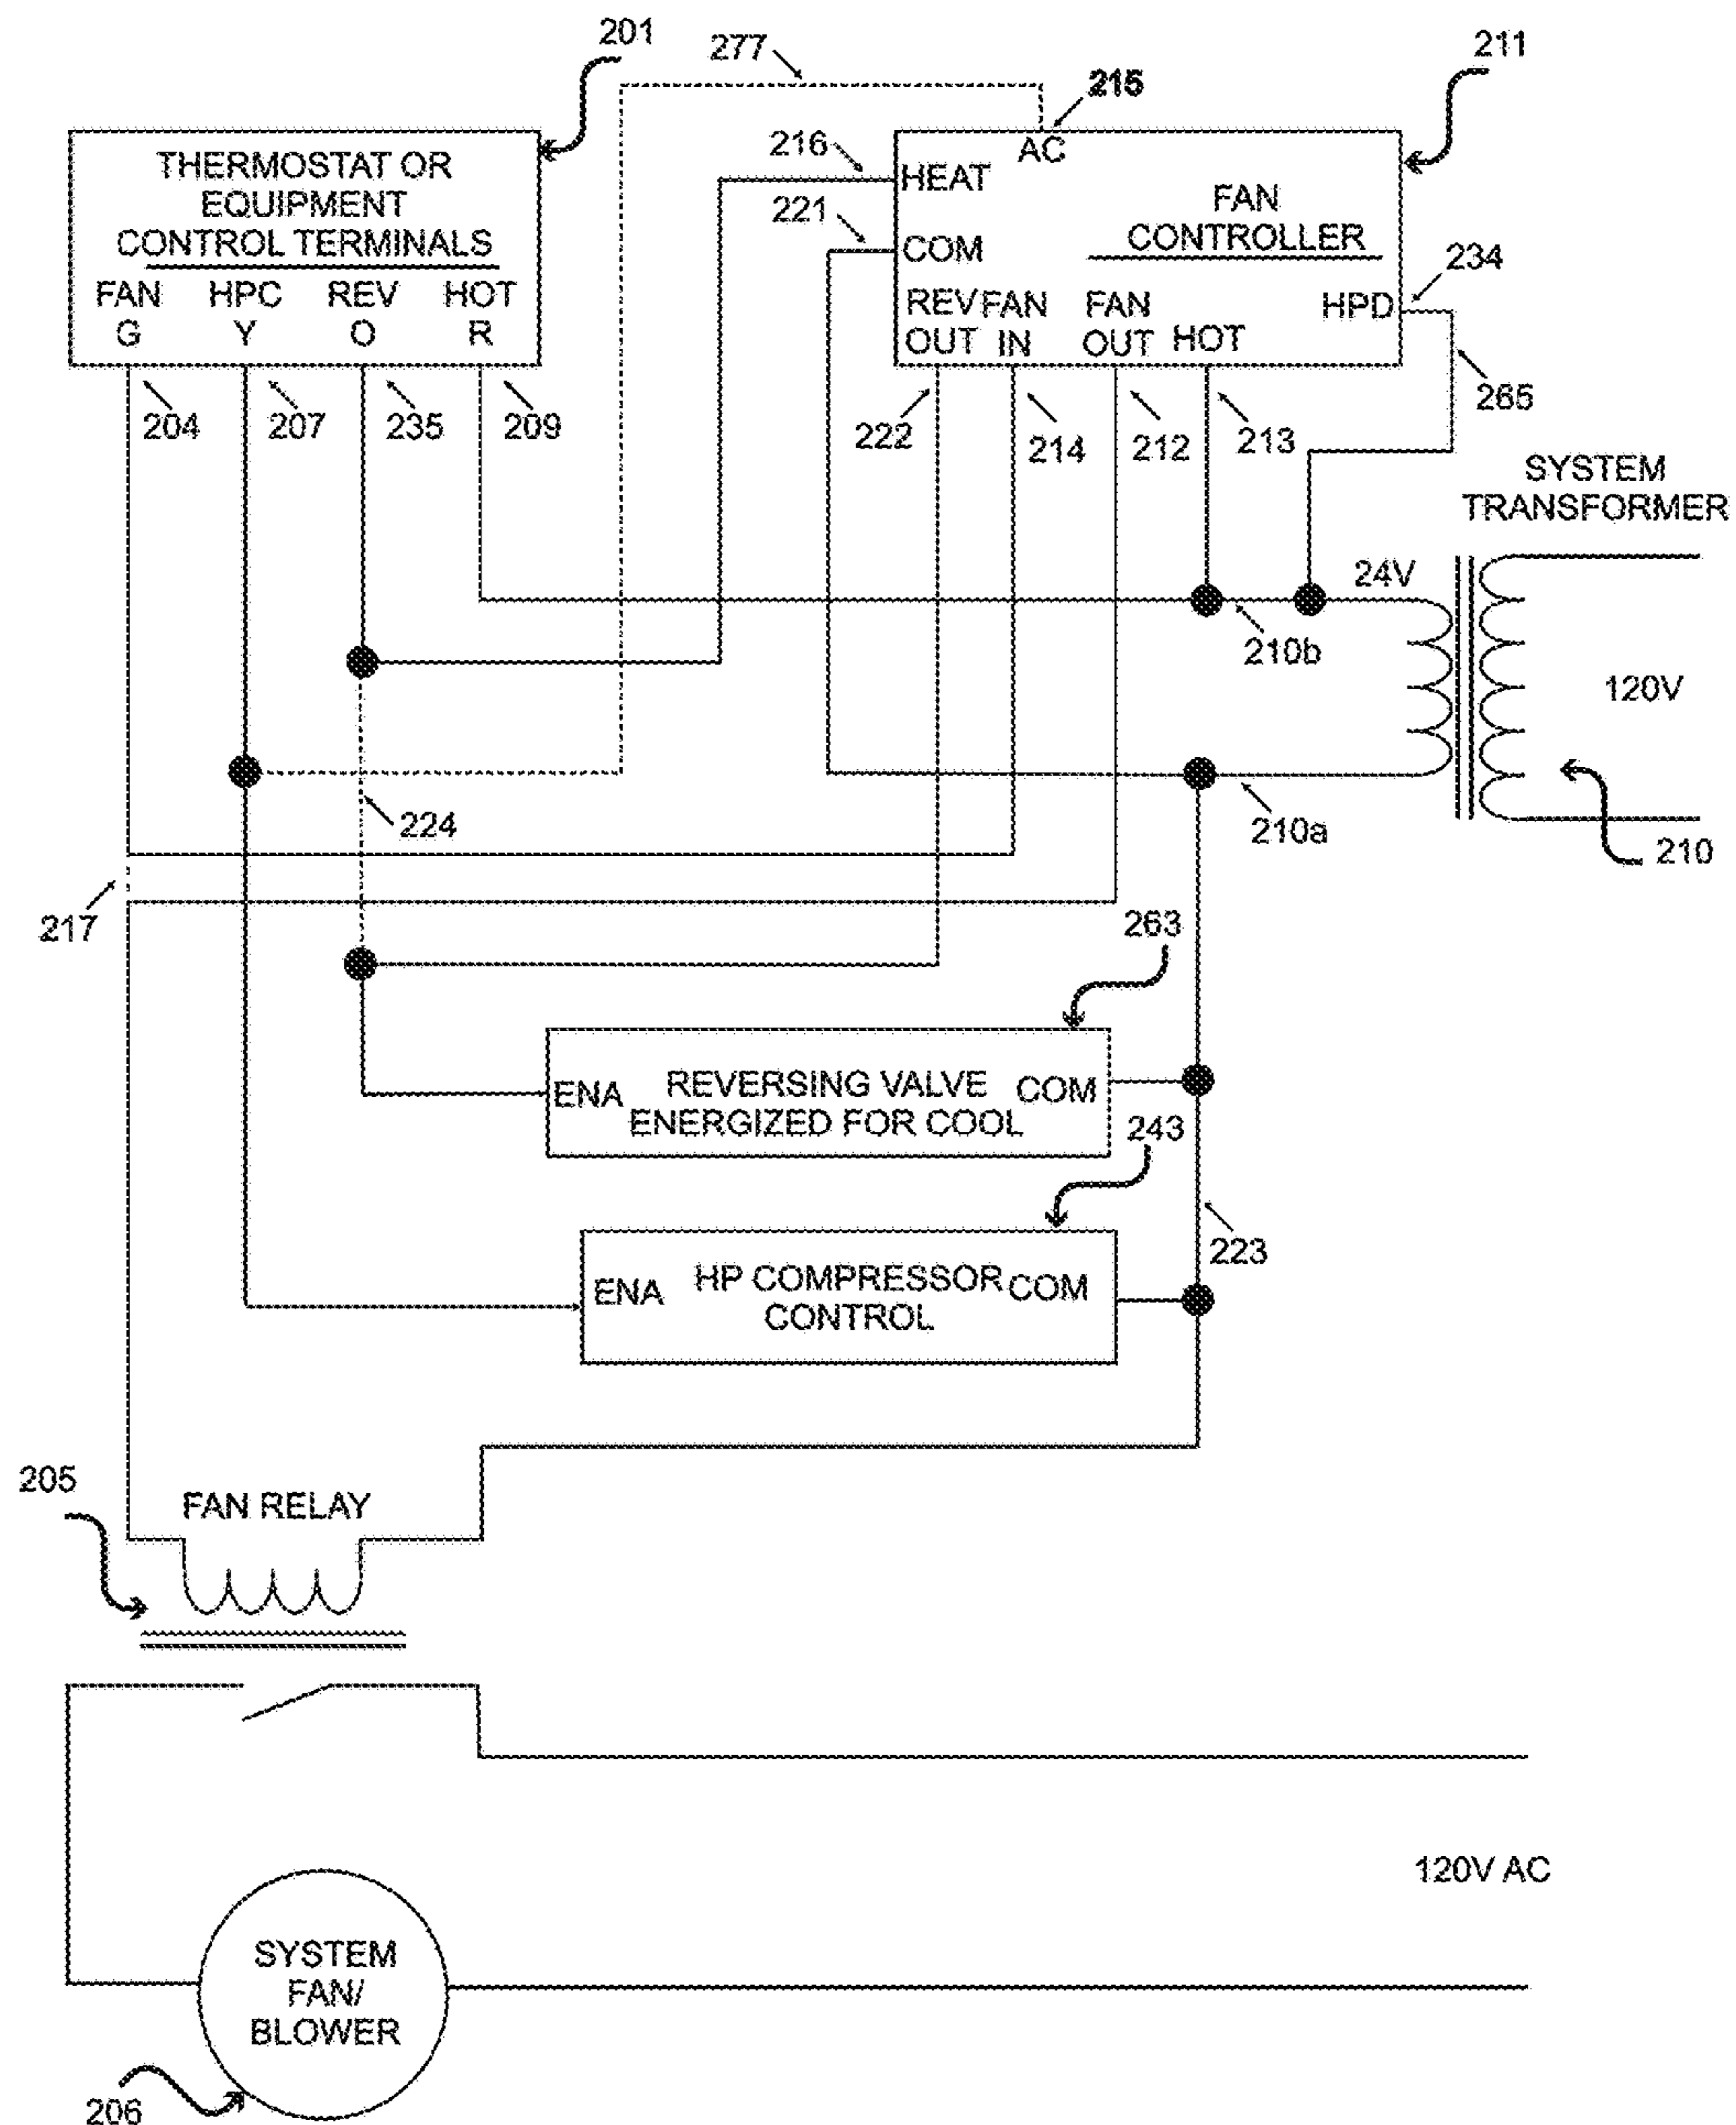 201
277
215
211
THERMOSTAT OR
EQUIPMENT
CONTROL TERMINALS
FAN HPC REV HOT
G Y O R
216
221
AC
HEAT
COM
FAN
CONTROLLER
REV FAN FAN
OUT IN OUT HOT
HPD
234
265
204
207
235
209
222
214
212
213
SYSTEM
TRANSFORMER
24V
210b
120V
224
210a
210
217
263
ENA REVERSING VALVE COM
ENERGIZED FOR COOL
243
223
ENA HP COMPRESSOR COM
CONTROL
205
FAN RELAY
120V AC
SYSTEM
FAN/
BLOWER
206